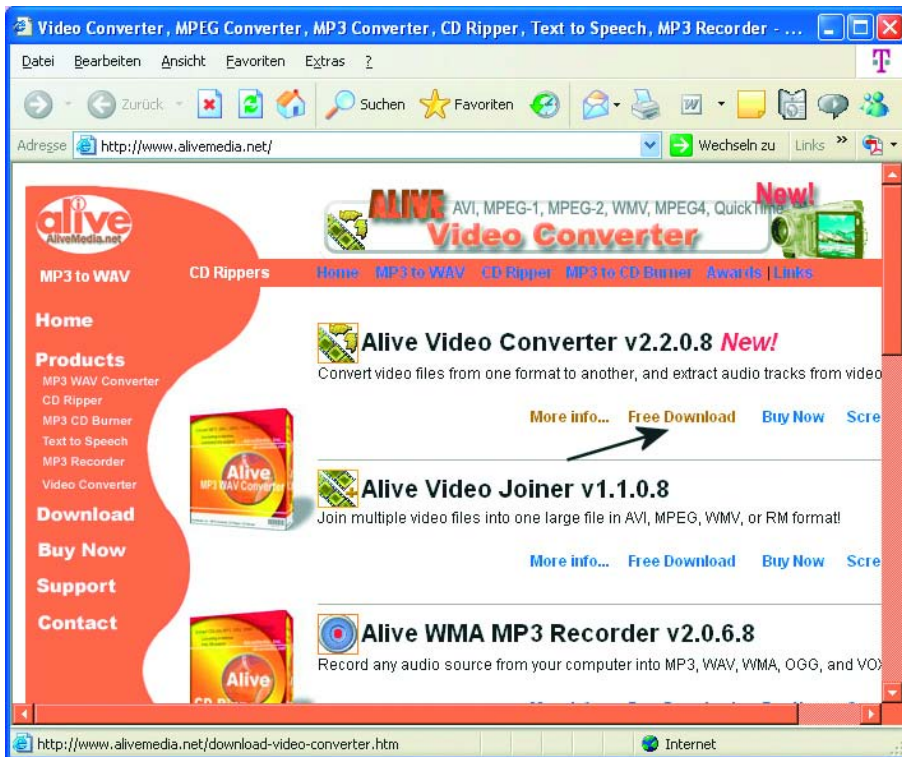 Video Converter, MPEG Converter, MP3 Converter, CD Ripper, Text to Speech, MP3 Recorder - ...
Datei Bearbeiten Ansicht Favoriten Extras ?
Zurück Suchen Favoriten
Adresse http://www.alivemedia.net/ Wechseln zu Links »
alive
AliveMedia.net
ALIVE AVI, MPEG-1, MPEG-2, WMV, MPEG4, QuickTime New!
Video Converter
MP3 to WAV CD Rippers Home MP3 to WAV CD Ripper MP3 to CD Burner Awards | Links
Home
Products
MP3 WAV Converter
CD Ripper
MP3 CD Burner
Text to Speech
MP3 Recorder
Video Converter
Download
Buy Now
Support
Contact
Alive Video Converter v2.2.0.8 New!
Convert video files from one format to another, and extract audio tracks from video
More info... Free Download Buy Now Scre
Alive
MP3 WAV Converter
Alive Video Joiner v1.1.0.8
Join multiple video files into one large file in AVI, MPEG, WMV, or RM format!
More info... Free Download Buy Now Scre
Alive
Alive WMA MP3 Recorder v2.0.6.8
Record any audio source from your computer into MP3, WAV, WMA, OGG, and VOX
http://www.alivemedia.net/download-video-converter.htm Internet